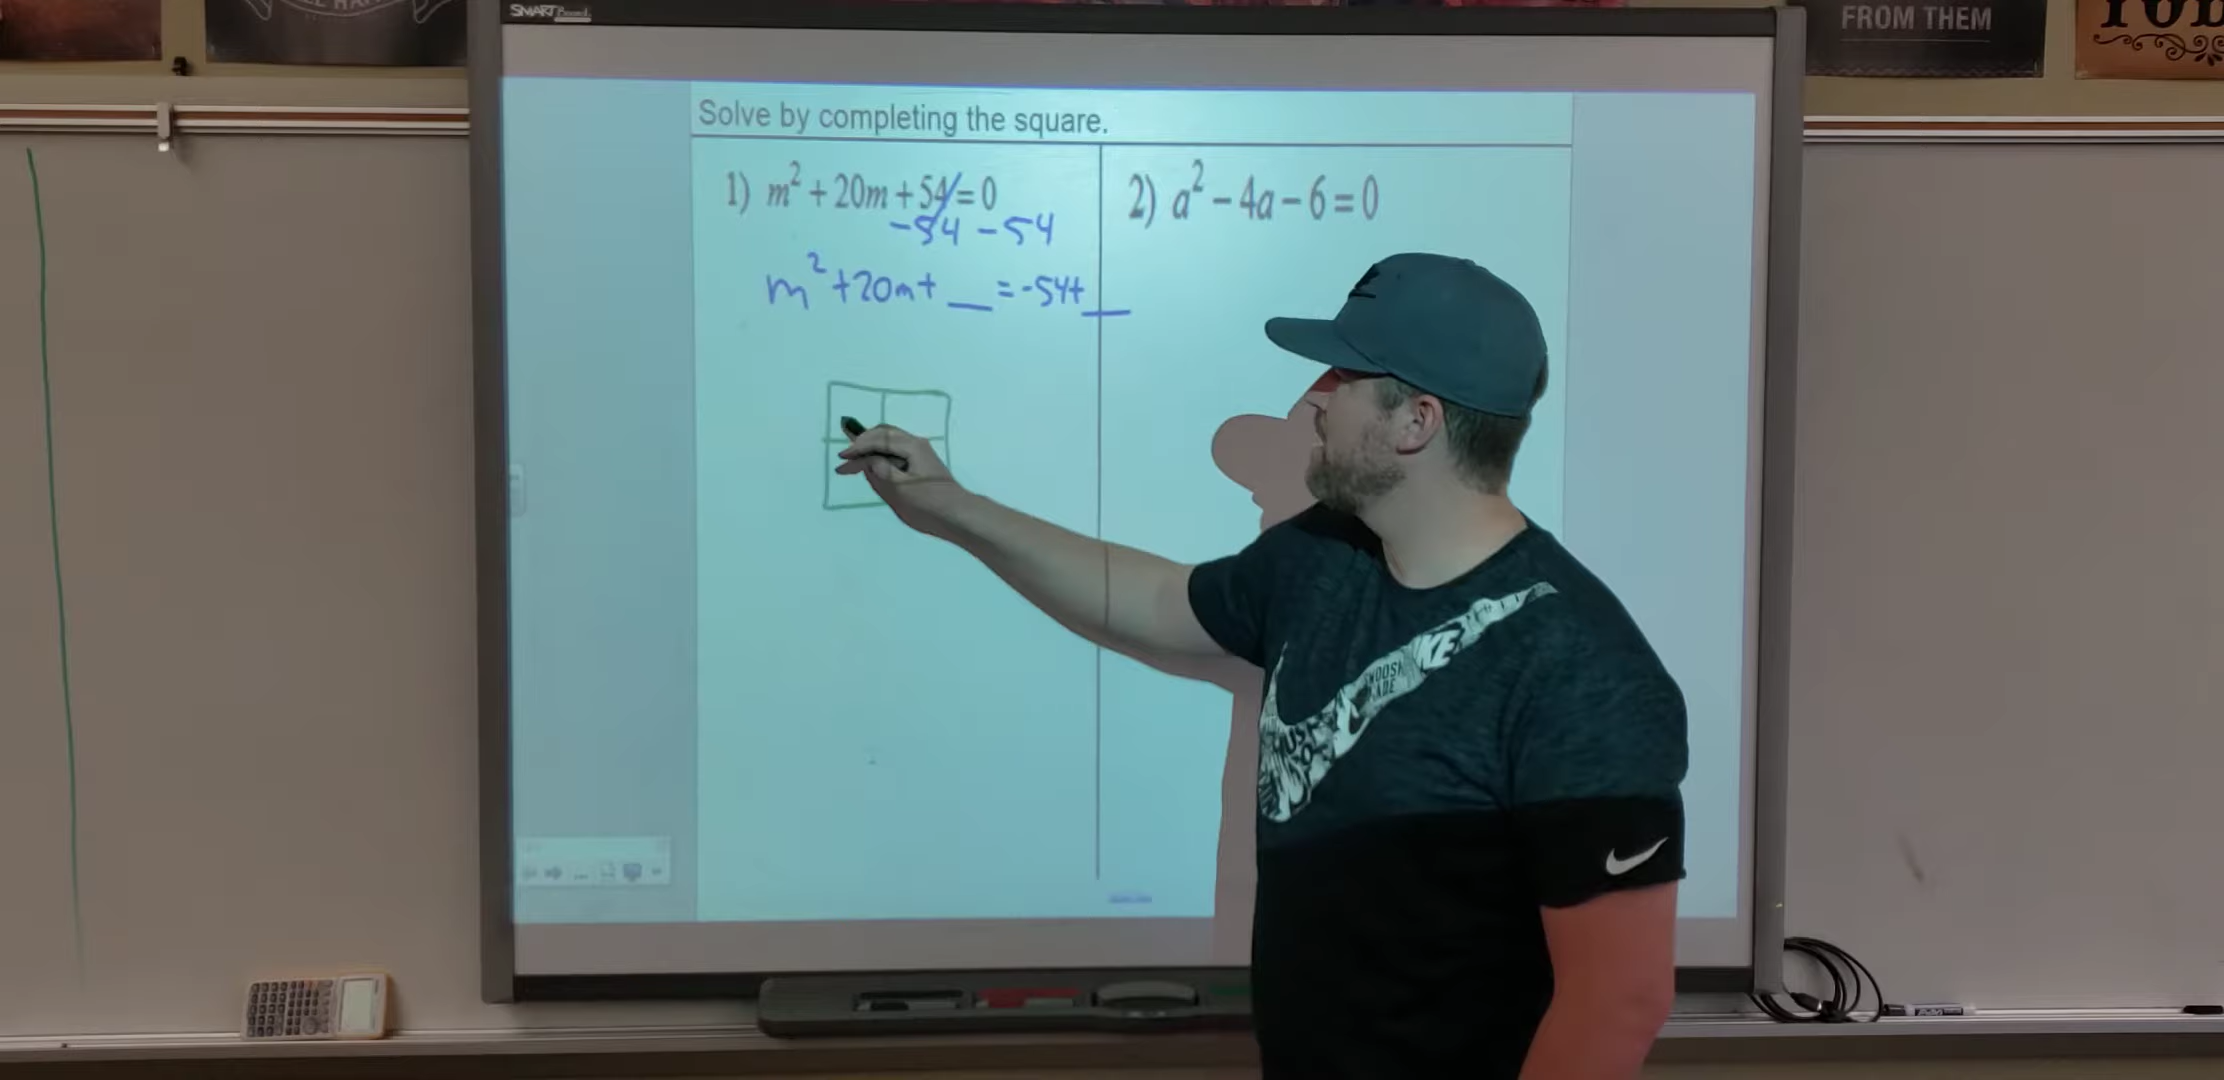 SMART Board
FROM THEM
Solve by completing the square.
1) m² + 20m + 54 = 0
-54 -54
m² + 20m + __ = -54 + __
2) a² - 4a - 6 = 0